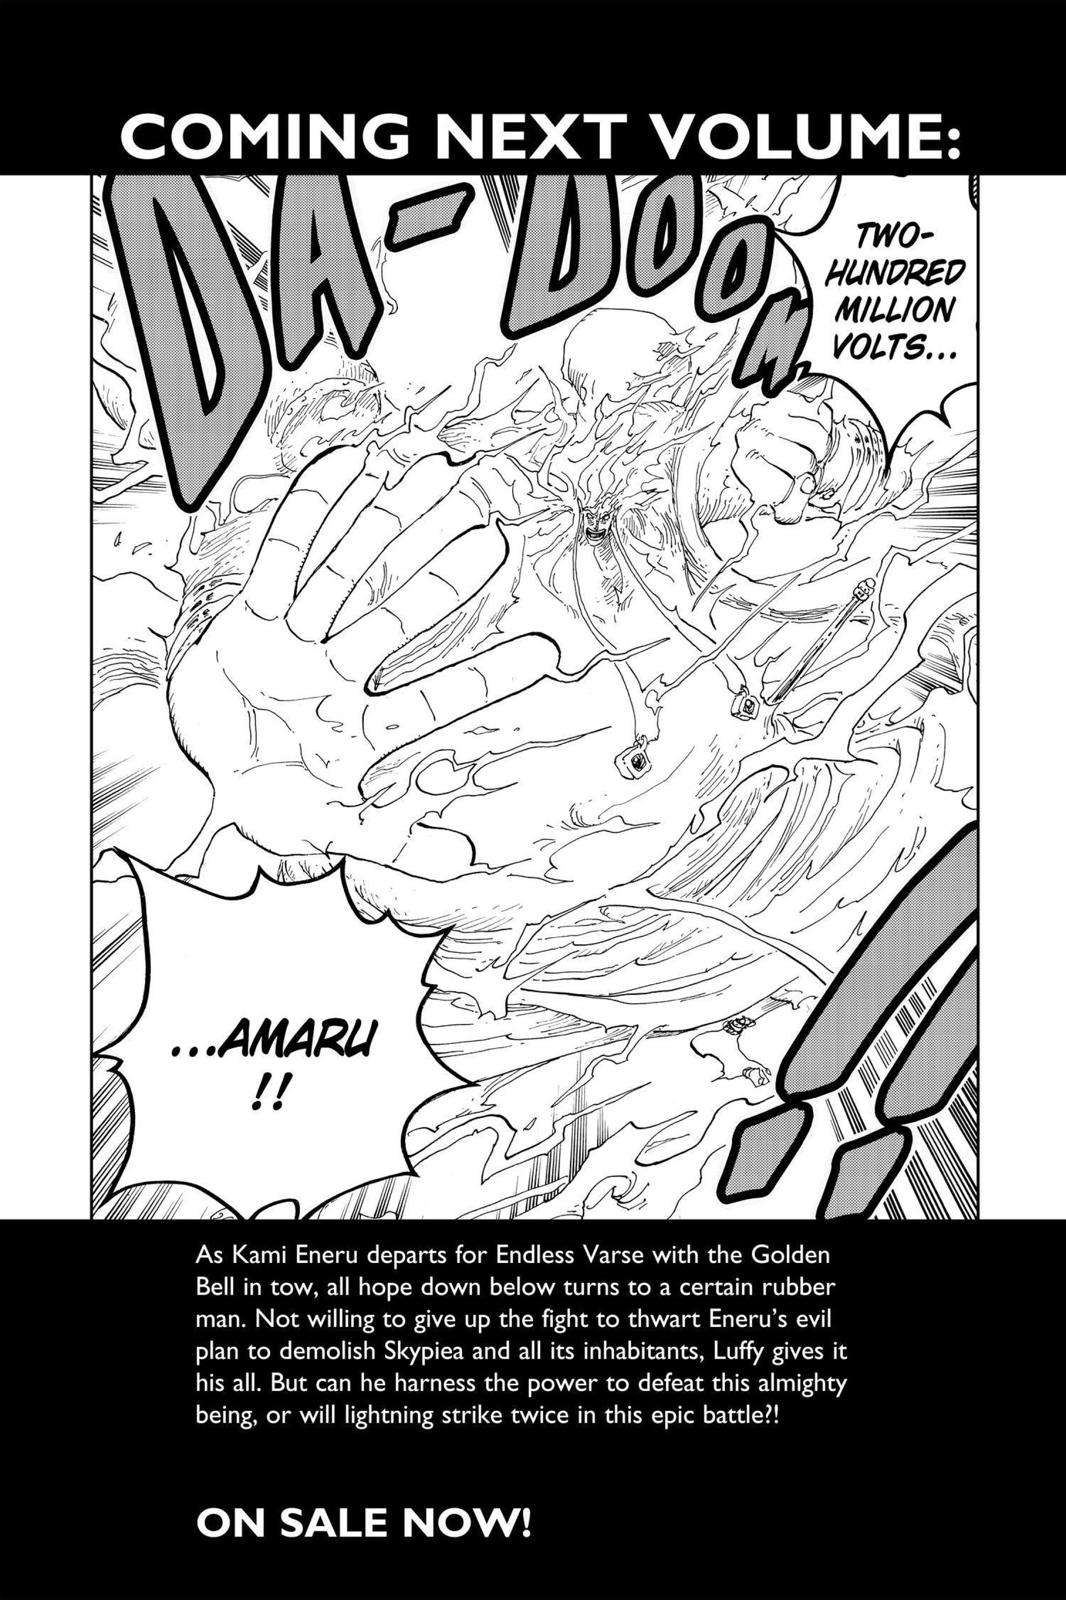 COMING NEXT VOLUME:
DA-DOOM!!
TWO-
HUNDRED
MILLION
VOLTS...
...AMARU
!!
As Kami Eneru departs for Endless Varse with the Golden
Bell in tow, all hope down below turns to a certain rubber
man. Not willing to give up the fight to thwart Eneru's evil
plan to demolish Skypiea and all its inhabitants, Luffy gives it
his all. But can he harness the power to defeat this almighty
being, or will lightning strike twice in this epic battle?!
ON SALE NOW!